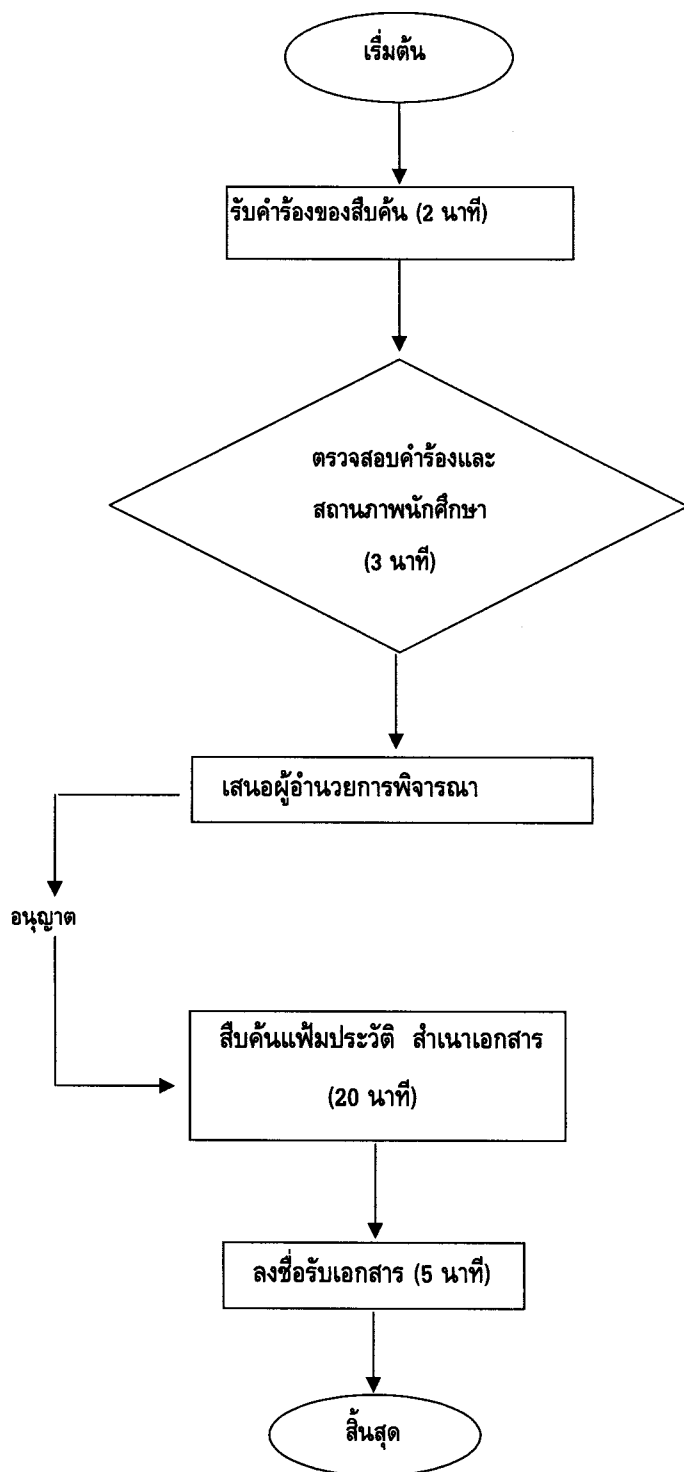 เริ่มต้น
รับคำร้องของสืบค้น (2 นาที)
ตรวจสอบคำร้องและ
สถานภาพนักศึกษา
(3 นาที)
เสนอผู้อำนวยการพิจารณา
อนุญาต
สืบค้นแฟ้มประวัติ สำเนาเอกสาร
(20 นาที)
ลงชื่อรับเอกสาร (5 นาที)
สิ้นสุด